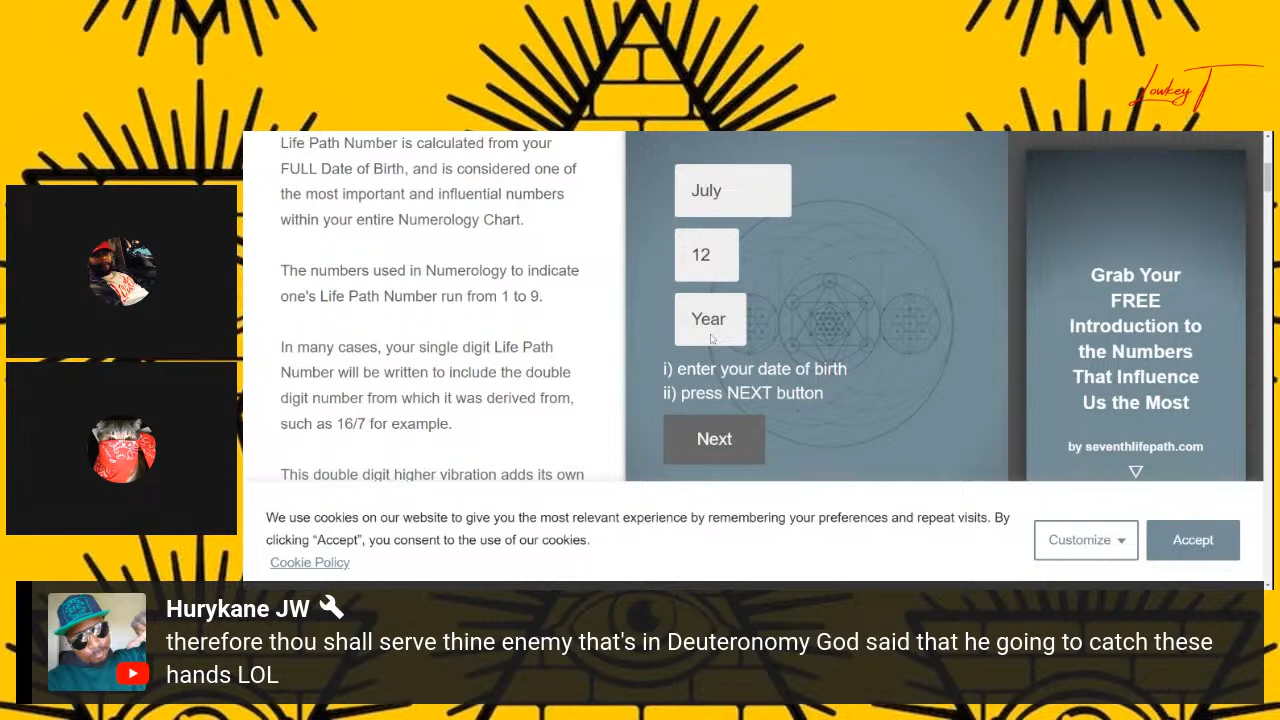 Lowkey T
Life Path Number is calculated from your
FULL Date of Birth, and is considered one of
the most important and influential numbers
within your entire Numerology Chart.
The numbers used in Numerology to indicate
one's Life Path Number run from 1 to 9.
In many cases, your single digit Life Path
Number will be written to include the double
digit number from which it was derived from,
such as 16/7 for example.
This double digit higher vibration adds its own
July
12
Year
i) enter your date of birth
ii) press NEXT button
Next
Grab Your
FREE
Introduction to
the Numbers
That Influence
Us the Most
by seventhlifepath.com
We use cookies on our website to give you the most relevant experience by remembering your preferences and repeat visits. By
clicking “Accept”, you consent to the use of our cookies.
Cookie Policy
Customize
Accept
Hurykane JW
therefore thou shall serve thine enemy that's in Deuteronomy God said that he going to catch these
hands LOL